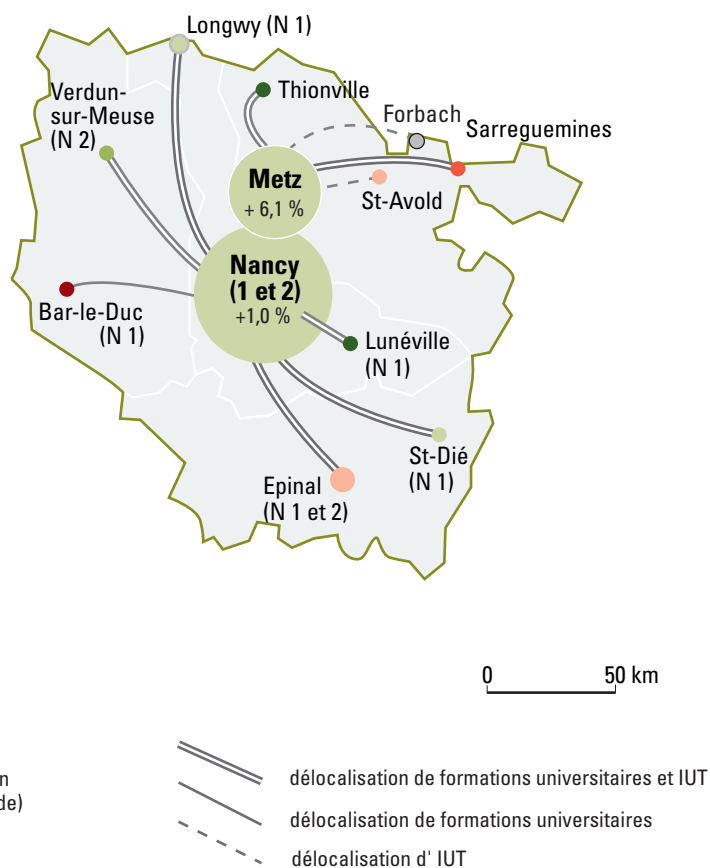 Longwy (N 1)
Verdun-
sur-Meuse
(N 2)
Thionville
Forbach
Sarreguemines
Metz
+ 6,1 %
St-Avold
Nancy
(1 et 2)
+1,0 %
Bar-le-Duc
(N 1)
Lunéville
(N 1)
St-Dié
(N 1)
Epinal
(N 1 et 2)
0 50 km
n
de)
délocalisation de formations universitaires et IUT
délocalisation de formations universitaires
délocalisation d' IUT